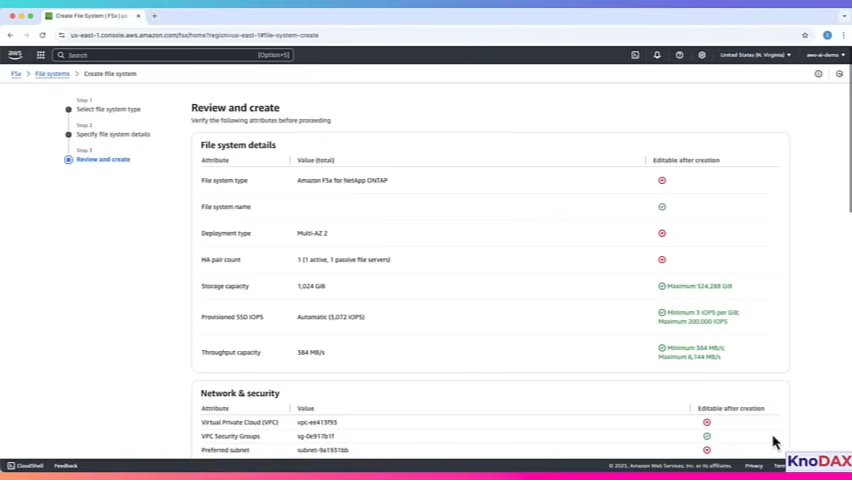 Create File System | FSx | us-
us-east-1.console.aws.amazon.com/fsx/home?region=us-east-1#file-system-create
aws
Search
[Option+S]
United States (N. Virginia)
aws-ai-demo
FSx
File systems
Create file system
Step 1
Select file system type
Step 2
Specify file system details
Step 3
Review and create
Review and create
Verify the following attributes before proceeding
File system details
Attribute Value (total) Editable after creation
File system type Amazon FSx for NetApp ONTAP
File system name
Deployment type Multi-AZ 2
HA pair count 1 (1 active, 1 passive file servers)
Storage capacity 1,024 GiB Maximum 524,288 GiB
Provisioned SSD IOPS Automatic (3,072 IOPS) Minimum 3 IOPS per GiB;
Maximum 200,000 IOPS
Throughput capacity 384 MB/s Minimum 384 MB/s;
Maximum 6,144 MB/s
Network & security
Attribute Value Editable after creation
Virtual Private Cloud (VPC) vpc-ee413f93
VPC Security Groups sg-0e917b1f
Preferred subnet subnet-9a1931bb
CloudShell Feedback © 2025, Amazon Web Services, Inc. or its affiliates. Privacy
KnoDAX